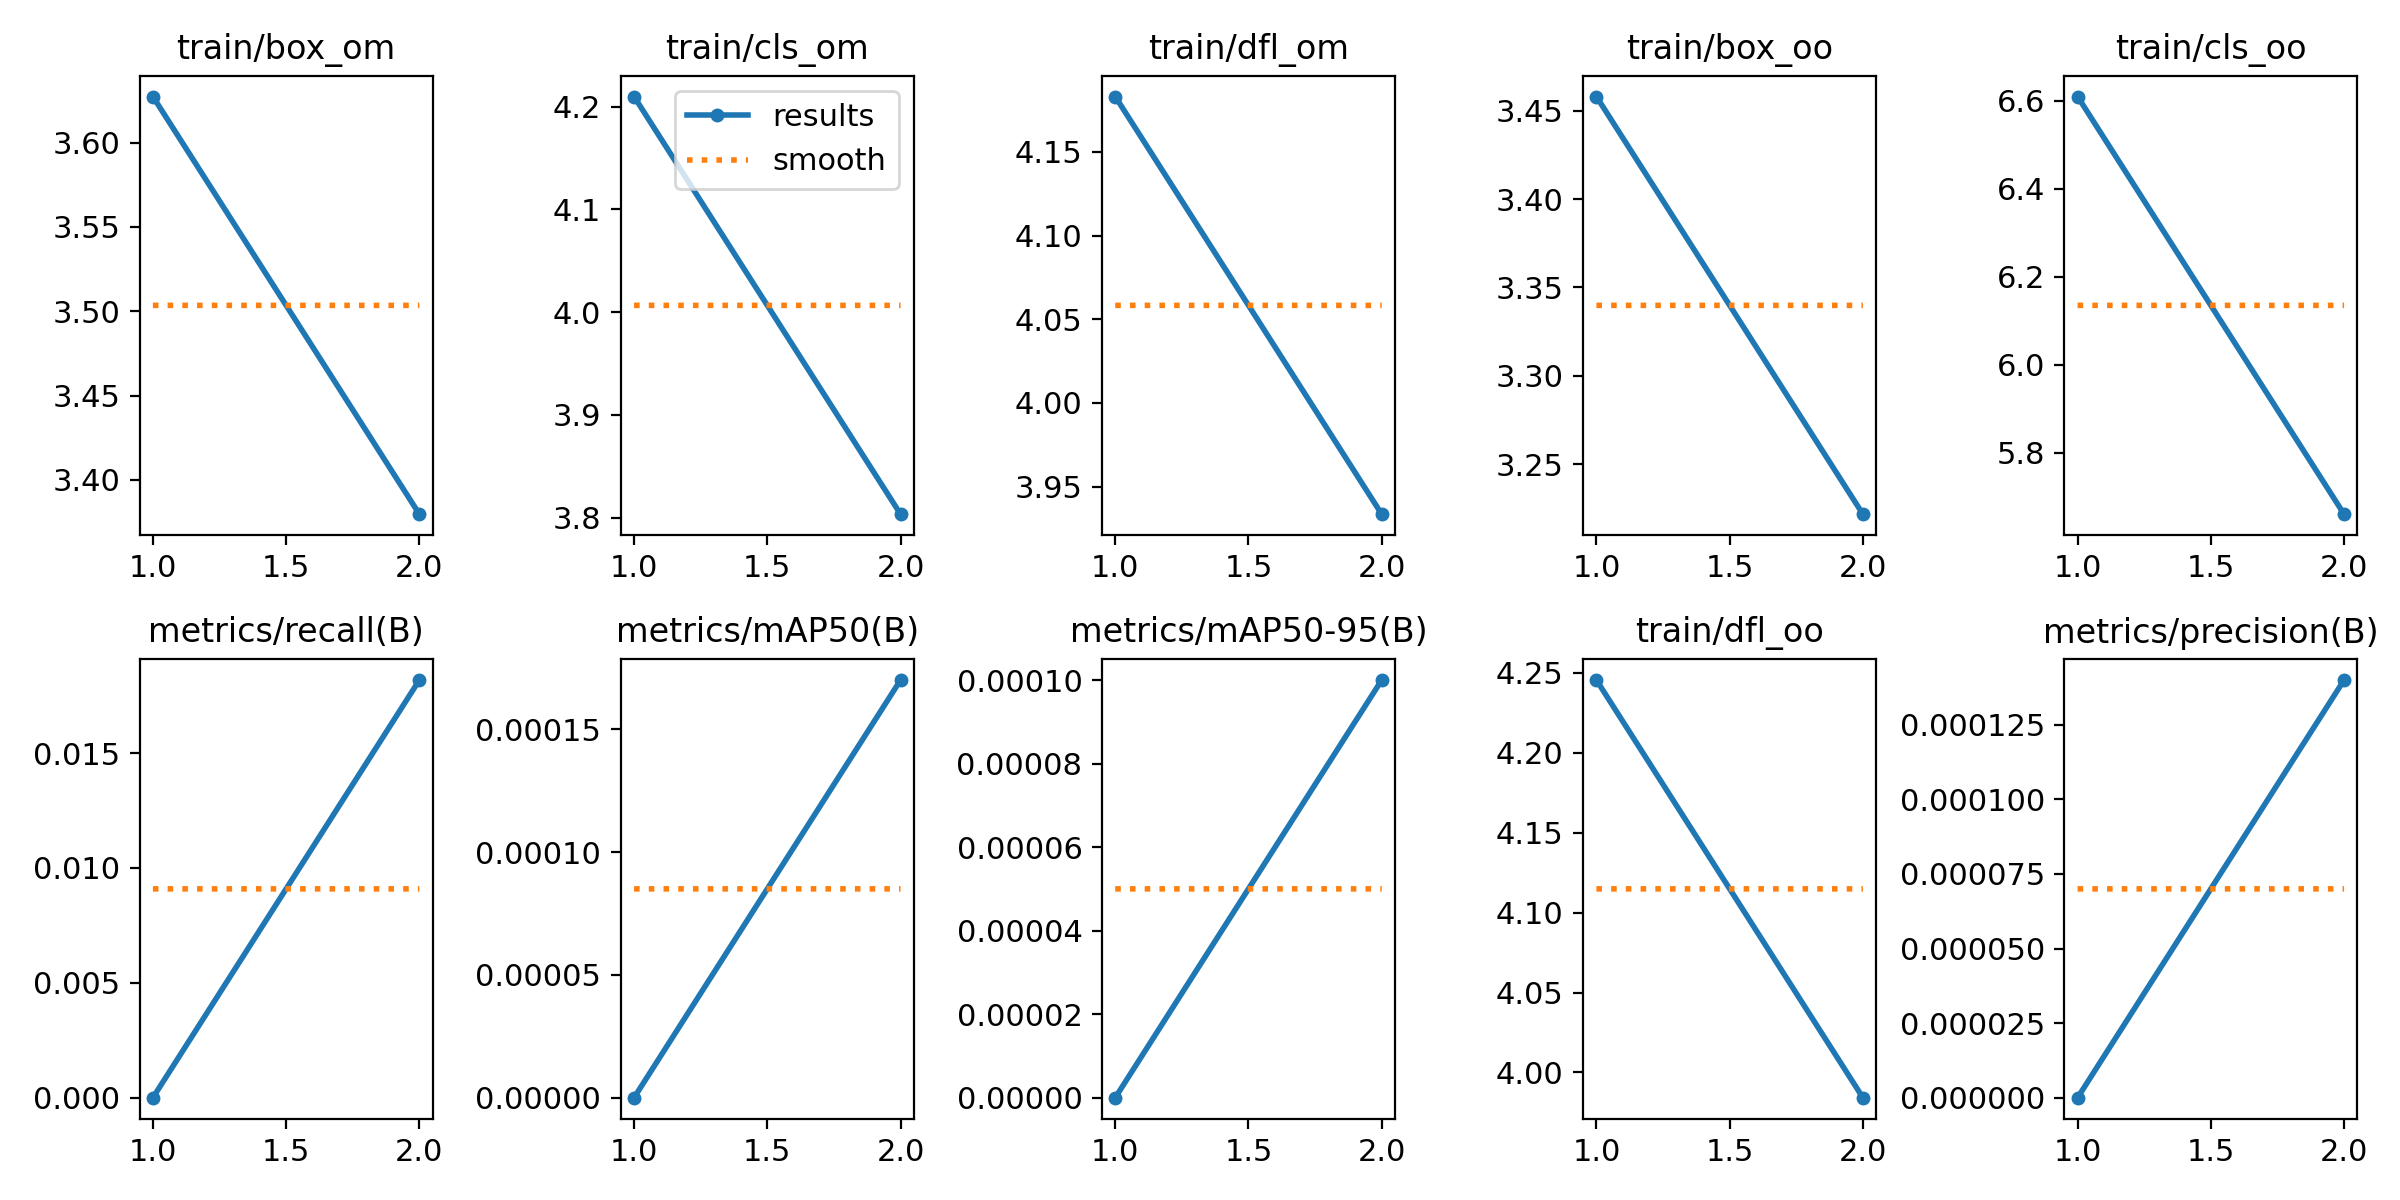 train/box_om
3.60
3.55
3.50
3.45
3.40
1.0 1.5 2.0
train/cls_om
results
smooth
4.2
4.1
4.0
3.9
3.8
1.0 1.5 2.0
train/dfl_om
4.15
4.10
4.05
4.00
3.95
1.0 1.5 2.0
train/box_oo
3.45
3.40
3.35
3.30
3.25
1.0 1.5 2.0
train/cls_oo
6.6
6.4
6.2
6.0
5.8
1.0 1.5 2.0
metrics/recall(B)
0.015
0.010
0.005
0.000
1.0 1.5 2.0
metrics/mAP50(B)
0.00015
0.00010
0.00005
0.00000
1.0 1.5 2.0
metrics/mAP50-95(B)
0.00010
0.00008
0.00006
0.00004
0.00002
0.00000
1.0 1.5 2.0
train/dfl_oo
4.25
4.20
4.15
4.10
4.05
4.00
1.0 1.5 2.0
metrics/precision(B)
0.000125
0.000100
0.000075
0.000050
0.000025
0.000000
1.0 1.5 2.0